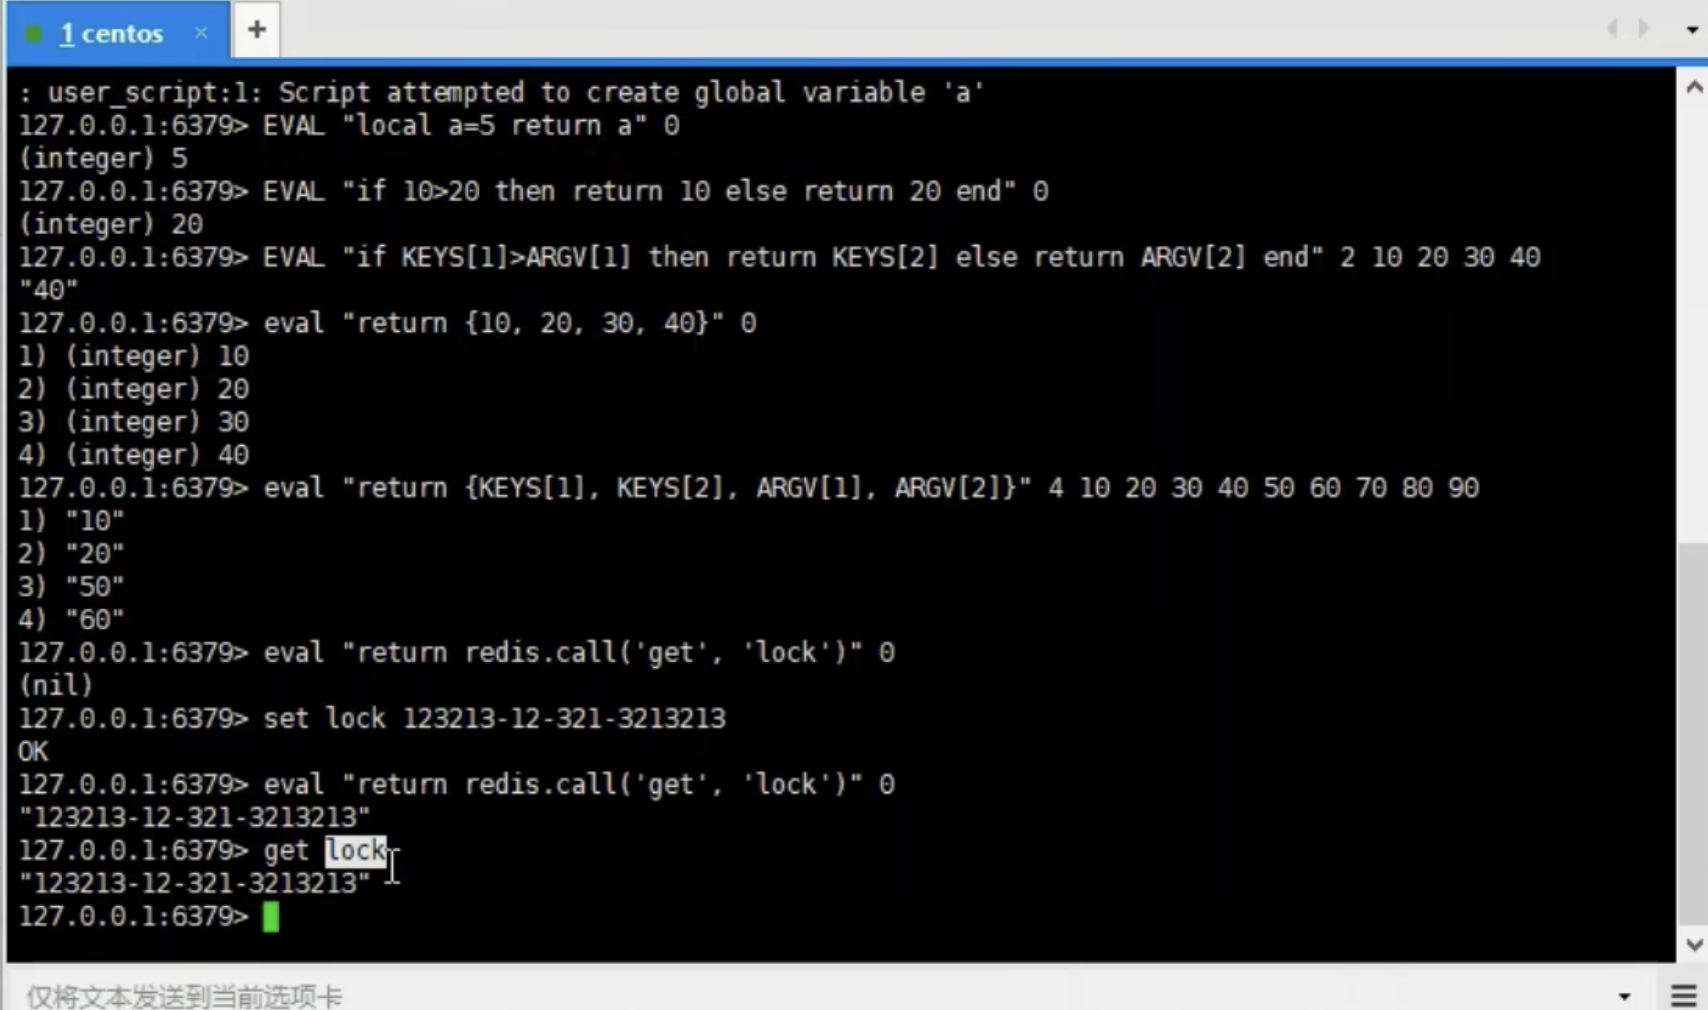 1 centos × +
: user_script:1: Script attempted to create global variable 'a'
127.0.0.1:6379> EVAL "local a=5 return a" 0
(integer) 5
127.0.0.1:6379> EVAL "if 10>20 then return 10 else return 20 end" 0
(integer) 20
127.0.0.1:6379> EVAL "if KEYS[1]>ARGV[1] then return KEYS[2] else return ARGV[2] end" 2 10 20 30 40
"40"
127.0.0.1:6379> eval "return {10, 20, 30, 40}" 0
1) (integer) 10
2) (integer) 20
3) (integer) 30
4) (integer) 40
127.0.0.1:6379> eval "return {KEYS[1], KEYS[2], ARGV[1], ARGV[2]}" 4 10 20 30 40 50 60 70 80 90
1) "10"
2) "20"
3) "50"
4) "60"
127.0.0.1:6379> eval "return redis.call('get', 'lock')" 0
(nil)
127.0.0.1:6379> set lock 123213-12-321-3213213
OK
127.0.0.1:6379> eval "return redis.call('get', 'lock')" 0
"123213-12-321-3213213"
127.0.0.1:6379> get lock
"123213-12-321-3213213"
127.0.0.1:6379>
仅将文本发送到当前选项卡